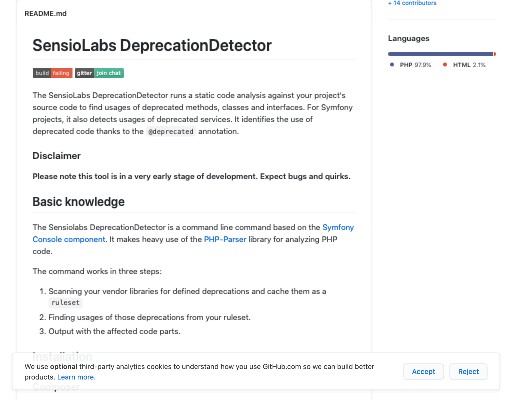 + 14 contributors
README.md
SensioLabs DeprecationDetector
build failing gitter join chat
The SensioLabs DeprecationDetector runs a static code analysis against your project's
source code to find usages of deprecated methods, classes and interfaces. For Symfony
projects, it also detects usages of deprecated services. It identifies the use of
deprecated code thanks to the @deprecated annotation.
Disclaimer
Please note this tool is in a very early stage of development. Expect bugs and quirks.
Basic knowledge
The Sensiolabs DeprecationDetector is a command line command based on the Symfony
Console component. It makes heavy use of the PHP-Parser library for analyzing PHP
code.
The command works in three steps:
1. Scanning your vendor libraries for defined deprecations and cache them as a
ruleset
2. Finding usages of those deprecations from your ruleset.
3. Output with the affected code parts.
Installation
Languages
PHP 97.9% HTML 2.1%
We use optional third-party analytics cookies to understand how you use GitHub.com so we can build better
products. Learn more.
Accept Reject
Composer